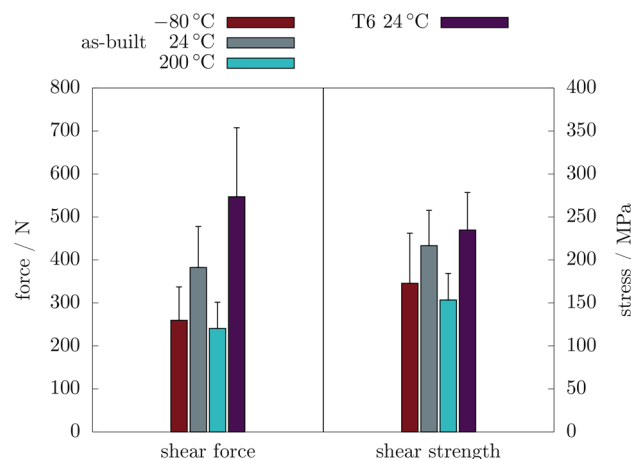 −80 °C
as-built 24 °C
200 °C
T6 24 °C
800
700
600
500
400
300
200
100
0
force / N
400
350
300
250
200
150
100
50
0
stress / MPa
shear force
shear strength